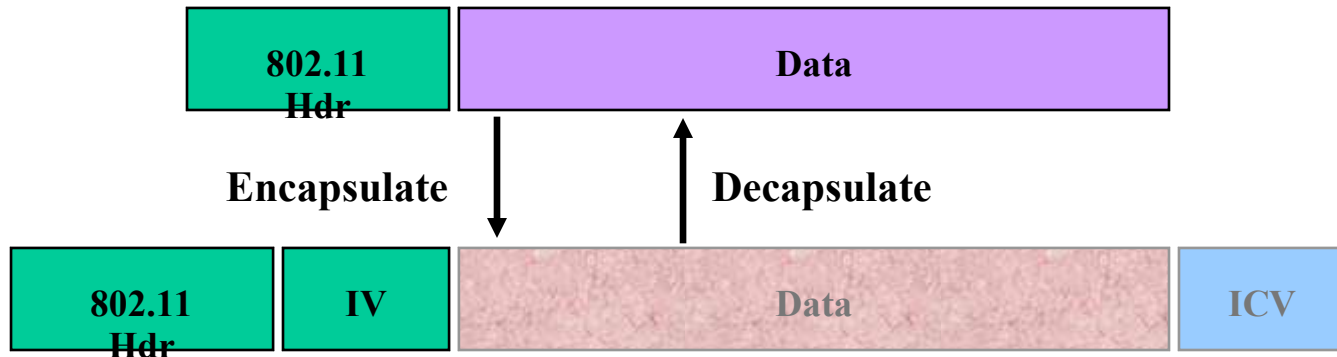 802.11
Hdr
Data
Encapsulate
Decapsulate
802.11
Hdr
IV
Data
ICV